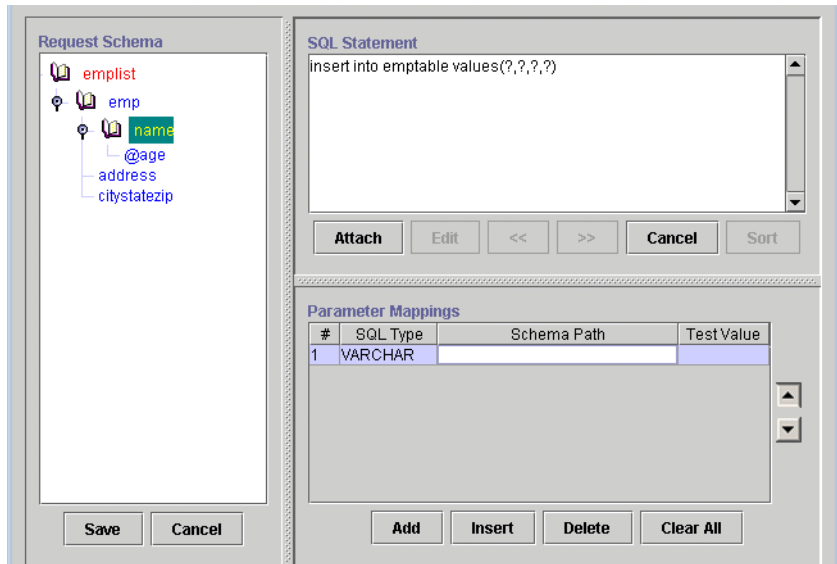 Request Schema
emplist
emp
name
@age
address
citystatezip
Save Cancel
SQL Statement
insert into emptable values(?,?,?,?)
Attach Edit << >> Cancel Sort
Parameter Mappings
# SQL Type Schema Path Test Value
1 VARCHAR
Add Insert Delete Clear All